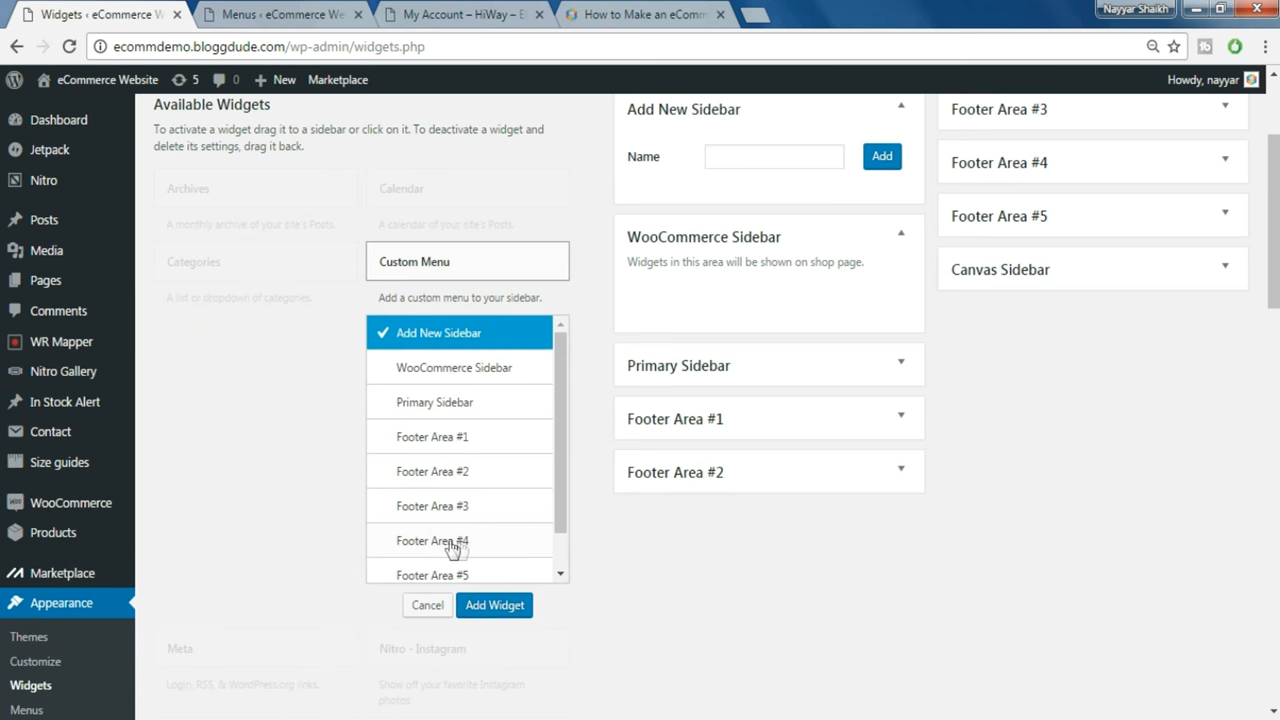 Widgets ‹ eCommerce We
Menus ‹ eCommerce We
My Account – HiWay – E
How to Make an eComm
Nayyar Shaikh
ecommdemo.bloggdude.com/wp-admin/widgets.php
eCommerce Website
5
0
New
Marketplace
Howdy, nayyar
Dashboard
Jetpack
Nitro
Posts
Media
Pages
Comments
WR Mapper
Nitro Gallery
In Stock Alert
Contact
Size guides
WooCommerce
Products
Marketplace
Appearance
Themes
Customize
Widgets
Menus
Available Widgets
To activate a widget drag it to a sidebar or click on it. To deactivate a widget and
delete its settings, drag it back.
Archives
Calendar
A monthly archive of your site's Posts.
A calendar of your site's Posts.
Categories
Custom Menu
A list or dropdown of categories.
Add a custom menu to your sidebar.
Add New Sidebar
WooCommerce Sidebar
Primary Sidebar
Footer Area #1
Footer Area #2
Footer Area #3
Footer Area #4
Footer Area #5
Cancel
Add Widget
Meta
Nitro - Instagram
Login, RSS, & WordPress.org links.
Show off your favorite Instagram
photos
Add New Sidebar
Name
Add
WooCommerce Sidebar
Widgets in this area will be shown on shop page.
Primary Sidebar
Footer Area #1
Footer Area #2
Footer Area #3
Footer Area #4
Footer Area #5
Canvas Sidebar